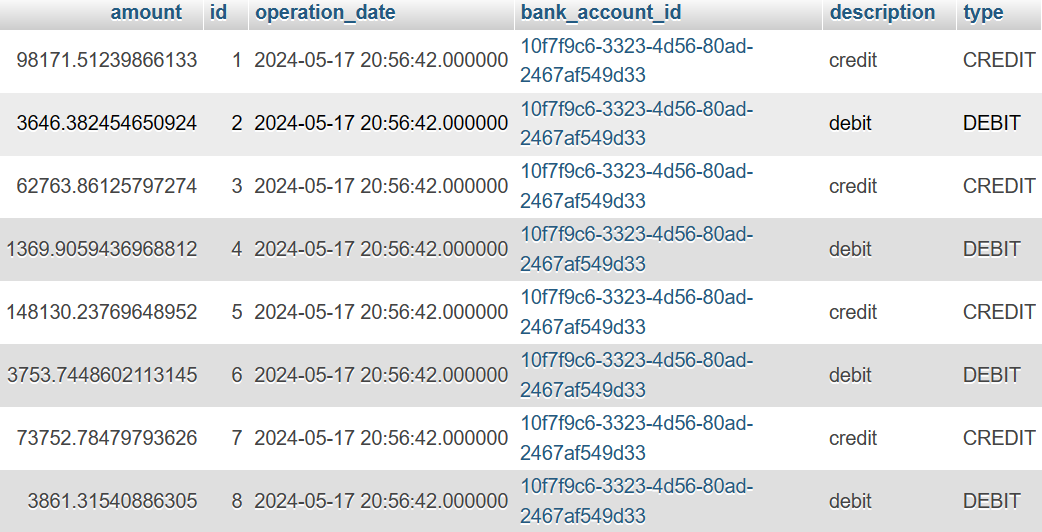 amount id operation_date bank_account_id description type
98171.51239866133 1 2024-05-17 20:56:42.000000 10f7f9c6-3323-4d56-80ad-2467af549d33 credit CREDIT
3646.382454650924 2 2024-05-17 20:56:42.000000 10f7f9c6-3323-4d56-80ad-2467af549d33 debit DEBIT
62763.86125797274 3 2024-05-17 20:56:42.000000 10f7f9c6-3323-4d56-80ad-2467af549d33 credit CREDIT
1369.9059436968812 4 2024-05-17 20:56:42.000000 10f7f9c6-3323-4d56-80ad-2467af549d33 debit DEBIT
148130.23769648952 5 2024-05-17 20:56:42.000000 10f7f9c6-3323-4d56-80ad-2467af549d33 credit CREDIT
3753.7448602113145 6 2024-05-17 20:56:42.000000 10f7f9c6-3323-4d56-80ad-2467af549d33 debit DEBIT
73752.78479793626 7 2024-05-17 20:56:42.000000 10f7f9c6-3323-4d56-80ad-2467af549d33 credit CREDIT
3861.31540886305 8 2024-05-17 20:56:42.000000 10f7f9c6-3323-4d56-80ad-2467af549d33 debit DEBIT